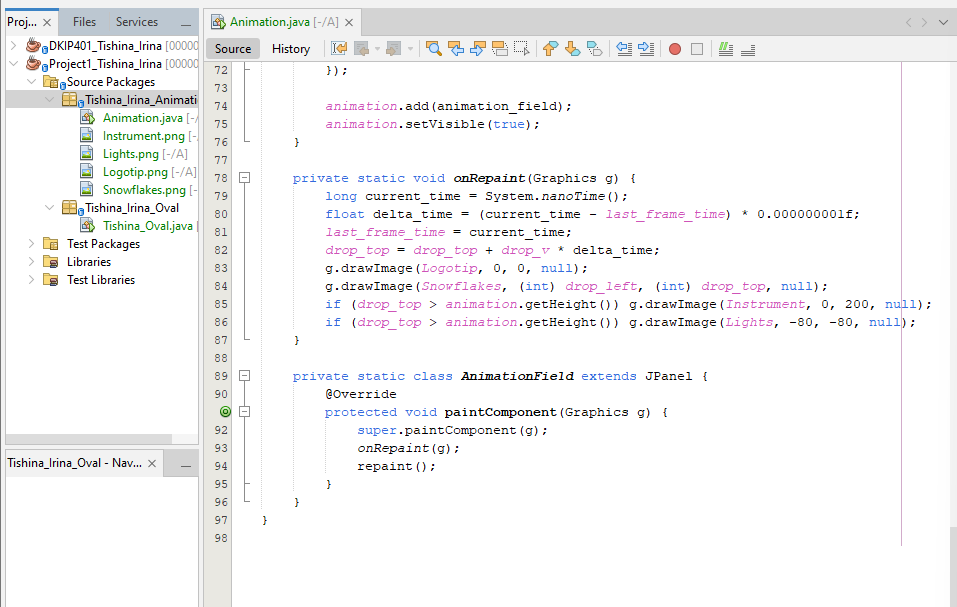 Proj...
Files
Services
DKIP401_Tishina_Irina [00000
Project1_Tishina_Irina [00000
Source Packages
Tishina_Irina_Animati
Animation.java [-/
Instrument.png [-
Lights.png [-/A]
Logotip.png [-/A]
Snowflakes.png [-
Tishina_Irina_Oval
Tishina_Oval.java
Test Packages
Libraries
Test Libraries
Tishina_Irina_Oval - Nav...
Animation.java [-/A]
Source History
72 });
73
74 animation.add(animation_field);
75 animation.setVisible(true);
76 }
77
78 private static void onRepaint(Graphics g) {
79 long current_time = System.nanoTime();
80 float delta_time = (current_time - last_frame_time) * 0.000000001f;
81 last_frame_time = current_time;
82 drop_top = drop_top + drop_v * delta_time;
83 g.drawImage(Logotip, 0, 0, null);
84 g.drawImage(Snowflakes, (int) drop_left, (int) drop_top, null);
85 if (drop_top > animation.getHeight()) g.drawImage(Instrument, 0, 200, null);
86 if (drop_top > animation.getHeight()) g.drawImage(Lights, -80, -80, null);
87 }
88
89 private static class AnimationField extends JPanel {
90 @Override
protected void paintComponent(Graphics g) {
92 super.paintComponent(g);
93 onRepaint(g);
94 repaint();
95 }
96 }
97 }
98